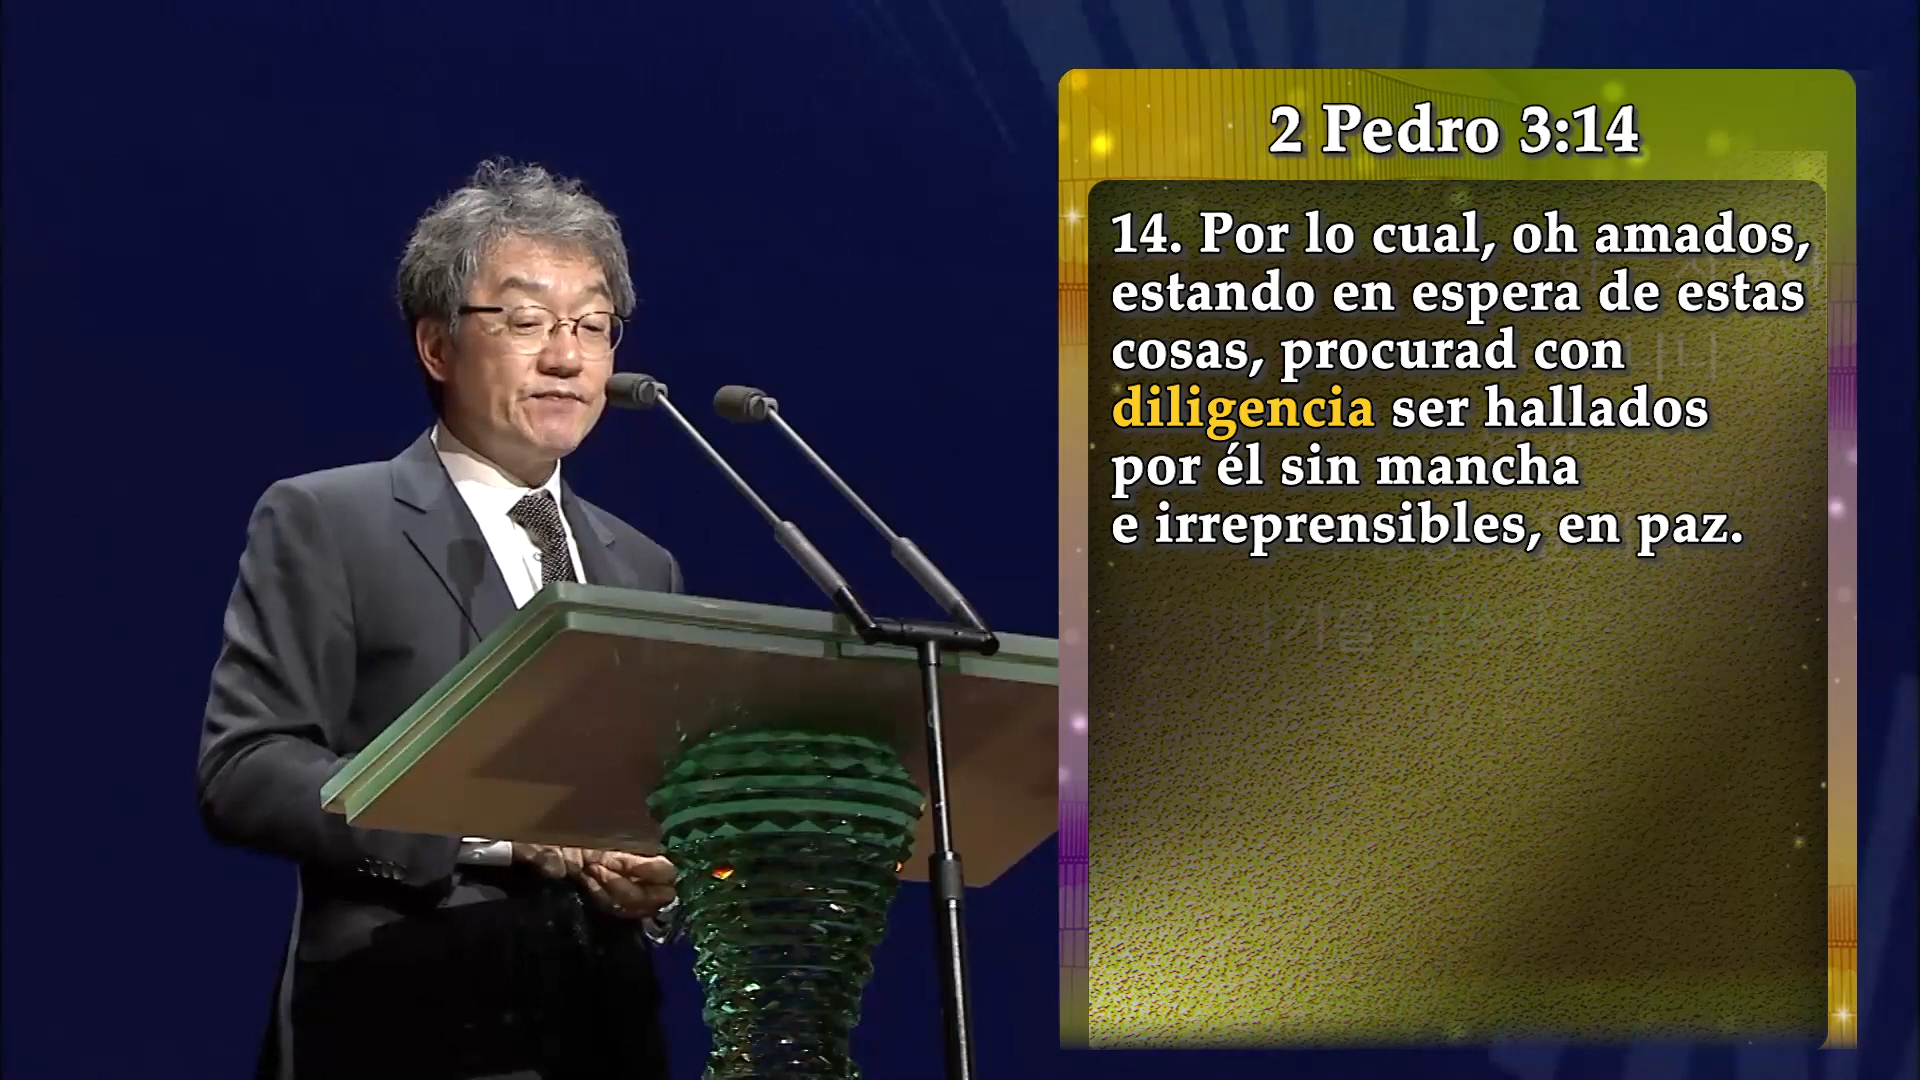 2 Pedro 3:14
14. Por lo cual, oh amados,
estando en espera de estas
cosas, procurad con
diligencia ser hallados
por él sin mancha
e irreprensibles, en paz.